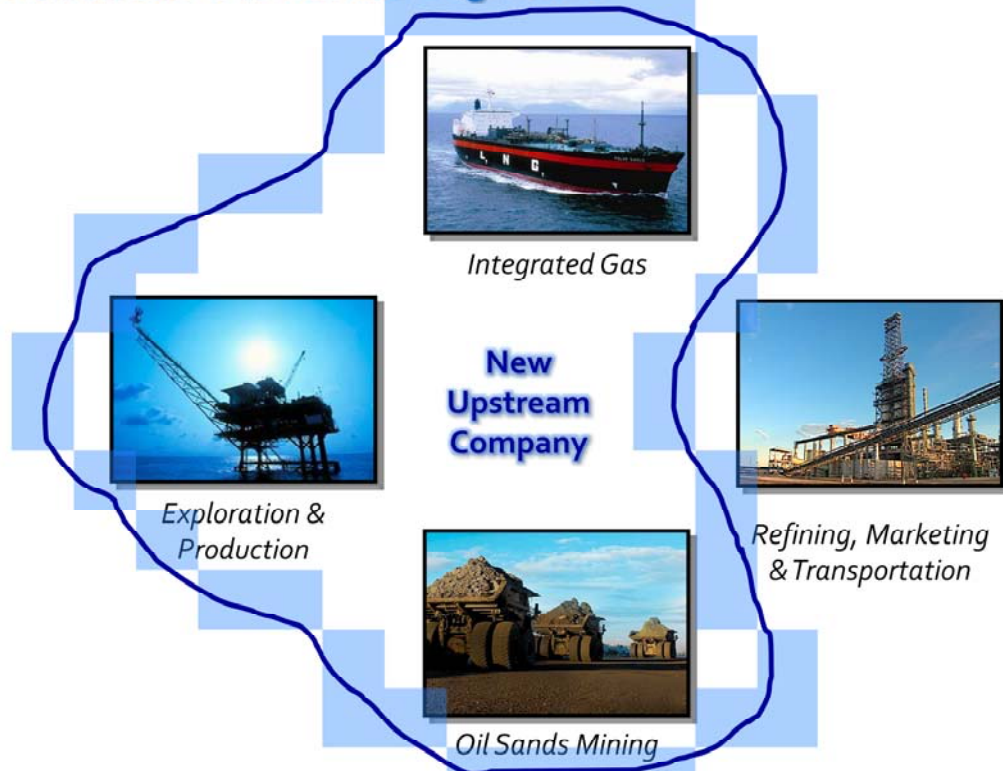 Integrated Gas
New
Upstream
Company
Exploration &
Production
Refining, Marketing
& Transportation
Oil Sands Mining
L N G